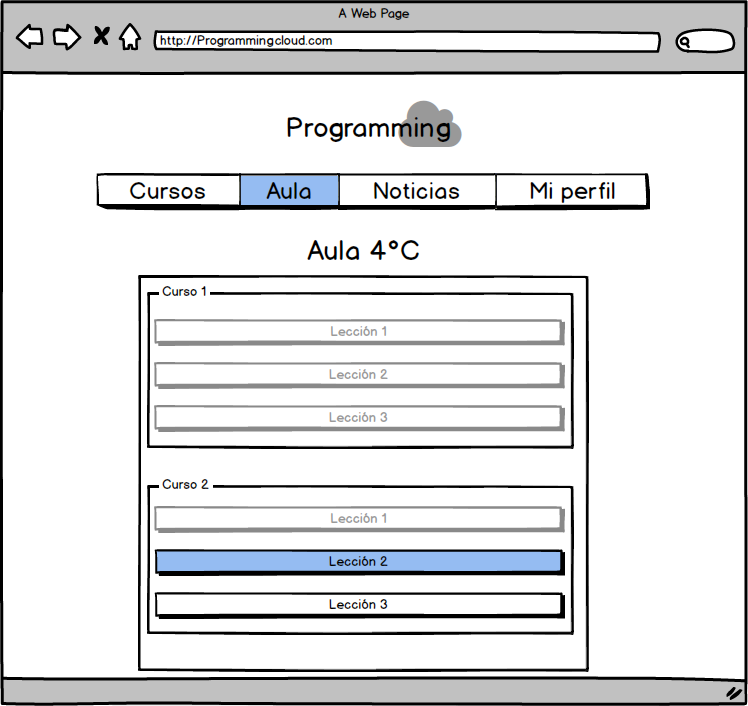 A Web Page
http://Programmingcloud.com
Programming
Cursos Aula Noticias Mi perfil
Aula 4°C
Curso 1
Lección 1
Lección 2
Lección 3
Curso 2
Lección 1
Lección 2
Lección 3